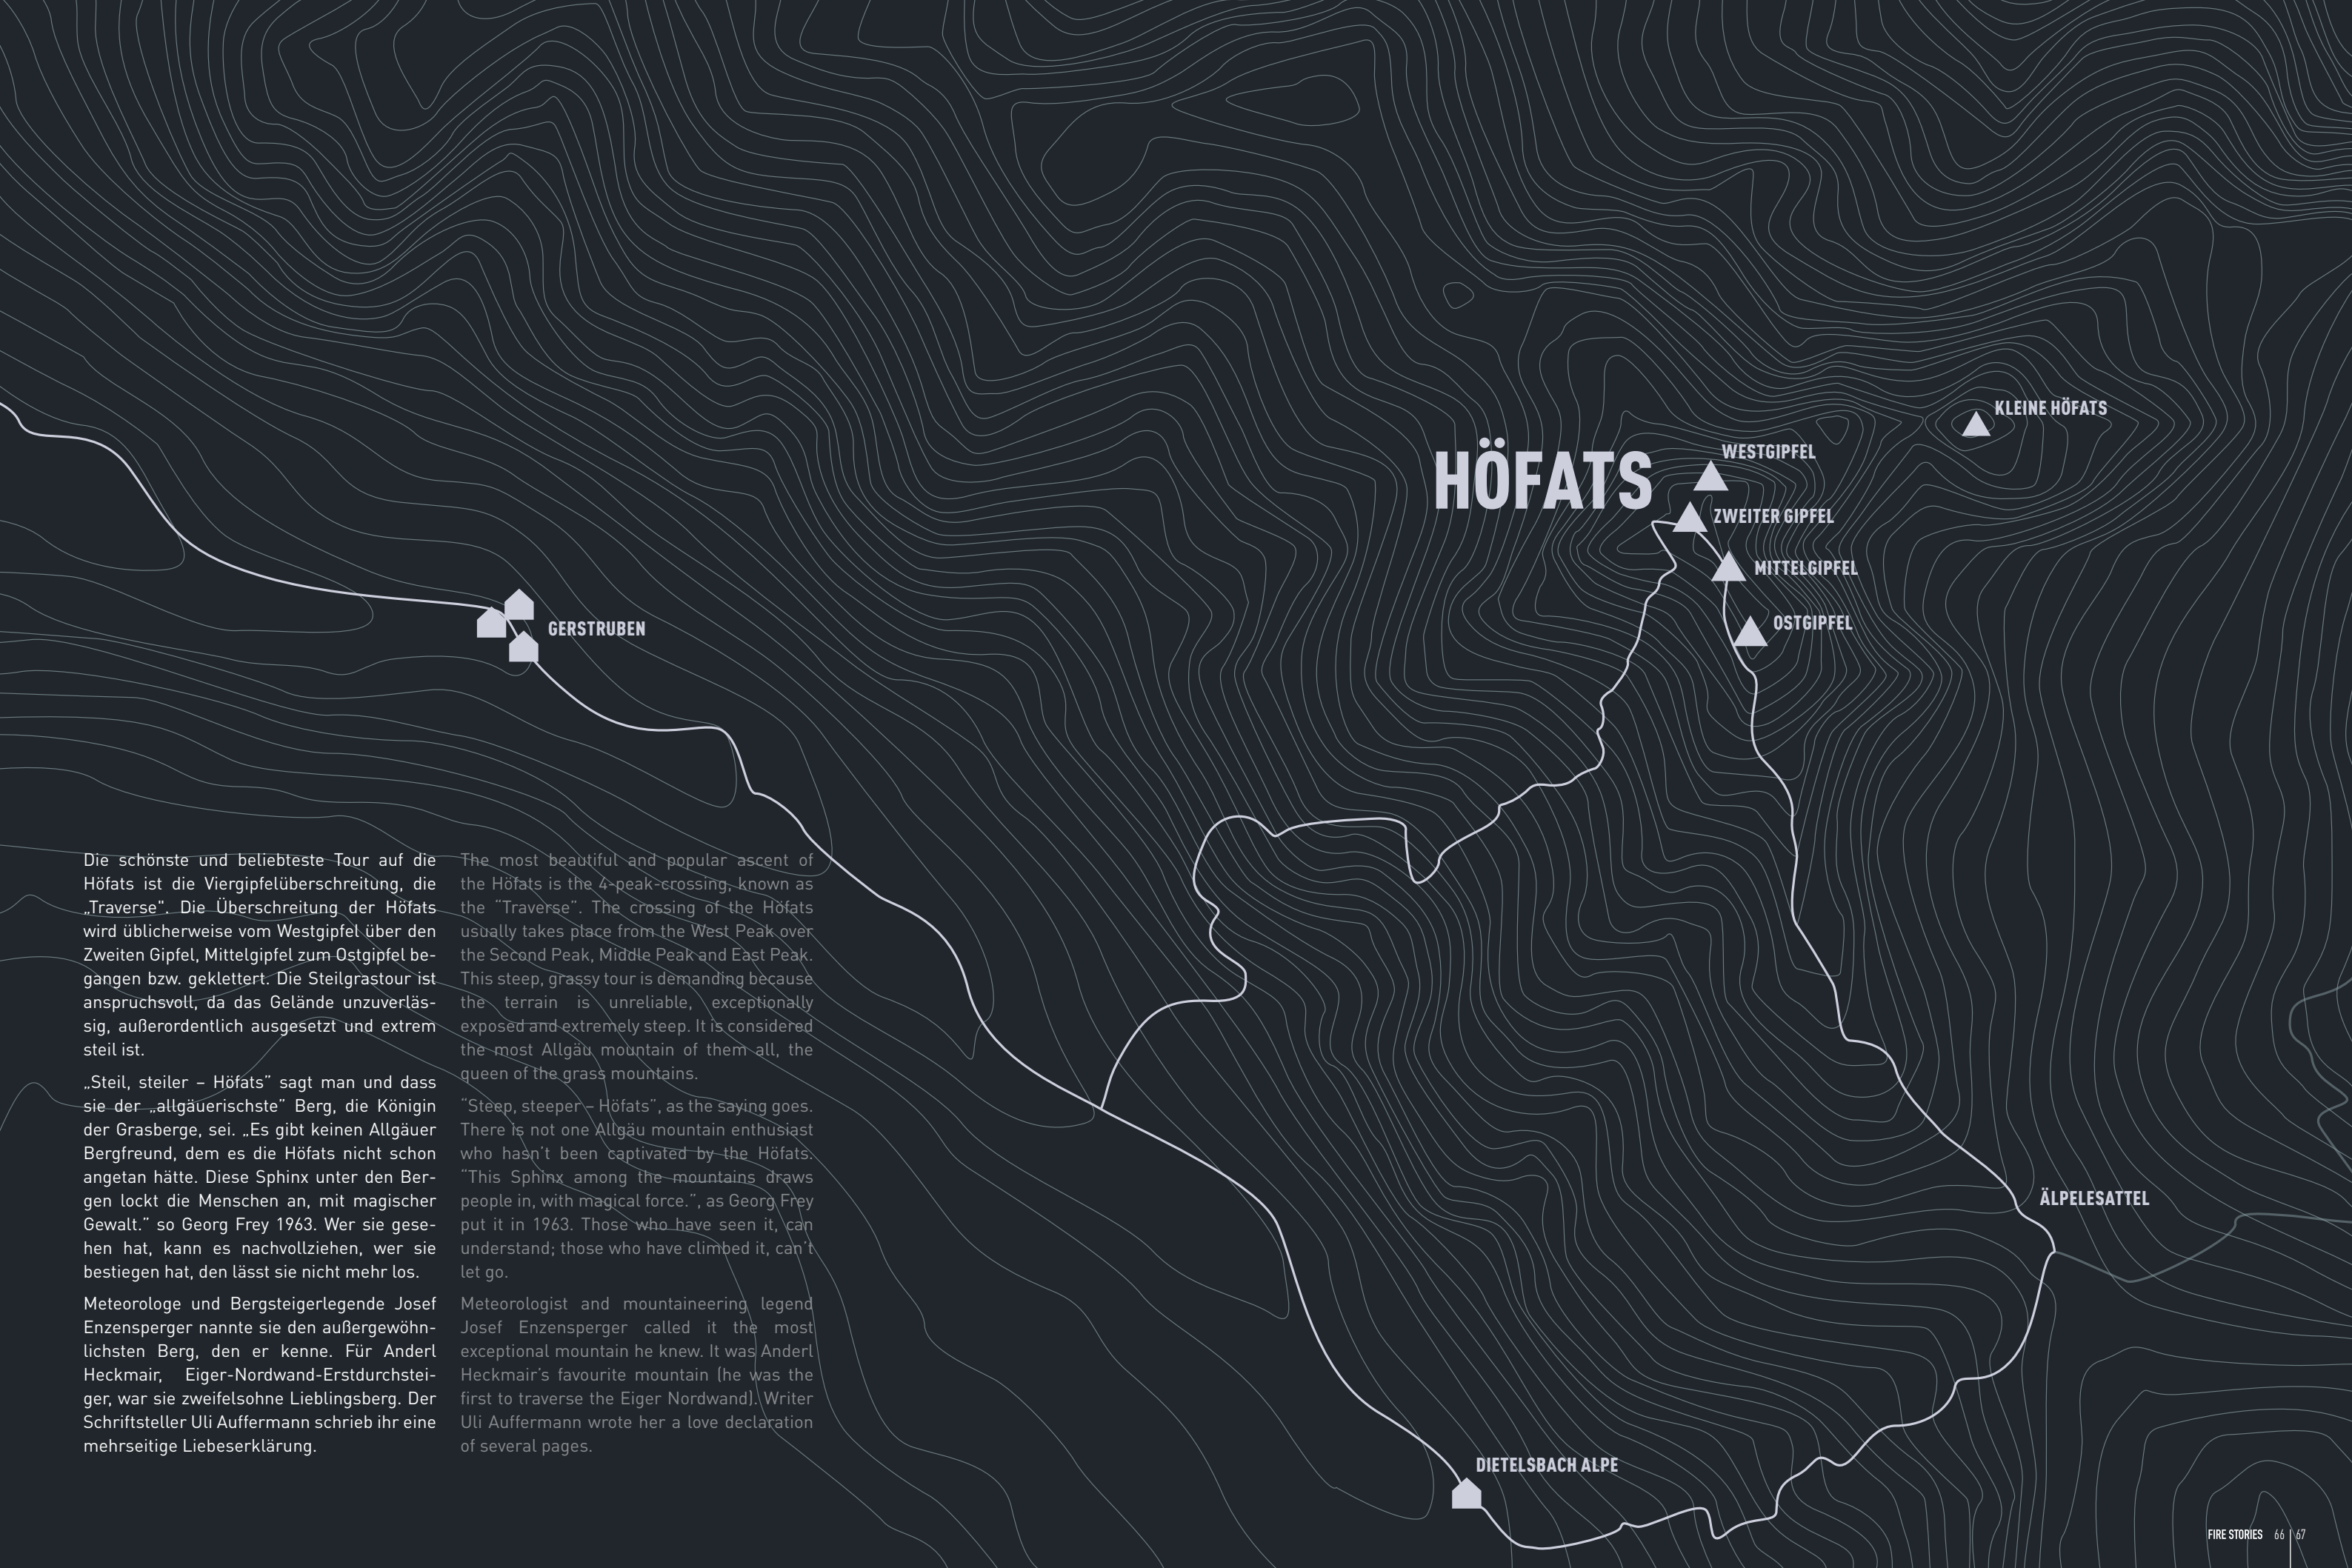 KLEINE HÖFATS
HÖFATS
WESTGIPFEL
ZWEITER GIPFEL
MITTELGIPFEL
OSTGIPFEL
GERSTRUBEN
Die schönste und beliebteste Tour auf die
Höfats ist die Viergipfelüberschreitung, die
„Traverse“. Die Überschreitung der Höfats
wird üblicherweise vom Westgipfel über den
Zweiten Gipfel, Mittelgipfel zum Ostgipfel be-
gangen bzw. geklettert. Die Steilgrastour ist
anspruchsvoll, da das Gelände unzuverläs-
sig, außerordentlich ausgesetzt und extrem
steil ist.
„Steil, steiler – Höfats” sagt man und dass
sie der „allgäuerischste” Berg, die Königin
der Grasberge, sei. „Es gibt keinen Allgäuer
Bergfreund, dem es die Höfats nicht schon
angetan hätte. Diese Sphinx unter den Ber-
gen lockt die Menschen an, mit magischer
Gewalt.” so Georg Frey 1963. Wer sie gese-
hen hat, kann es nachvollziehen, wer sie
bestiegen hat, den lässt sie nicht mehr los.
Meteorologe und Bergsteigerlegende Josef
Enzensperger nannte sie den außergewöhn-
lichsten Berg, den er kenne. Für Anderl
Heckmair, Eiger-Nordwand-Erstdurchstei-
ger, war sie zweifelsohne Lieblingsberg. Der
Schriftsteller Uli Auffermann schrieb ihr eine
mehrseitige Liebeserklärung.
The most beautiful and popular ascent of
the Höfats is the 4-peak-crossing, known as
the ”Traverse”. The crossing of the Höfats
usually takes place from the West Peak over
the Second Peak, Middle Peak and East Peak.
This steep, grassy tour is demanding because
the terrain is unreliable, exceptionally
exposed and extremely steep. It is considered
the most Allgäu mountain of them all, the
queen of the grass mountains.
”Steep, steeper – Höfats”, as the saying goes.
There is not one Allgäu mountain enthusiast
who hasn’t been captivated by the Höfats.
”This Sphinx among the mountains draws
people in, with magical force.”, as Georg Frey
put it in 1963. Those who have seen it, can
understand; those who have climbed it, can’t
let go.
Meteorologist and mountaineering legend
Josef Enzensperger called it the most
exceptional mountain he knew. It was Anderl
Heckmair’s favourite mountain (he was the
first to traverse the Eiger Nordwand). Writer
Uli Auffermann wrote her a love declaration
of several pages.
ÄLPELESATTEL
DIETELSBACH ALPE
FIRE STORIES 66 | 67